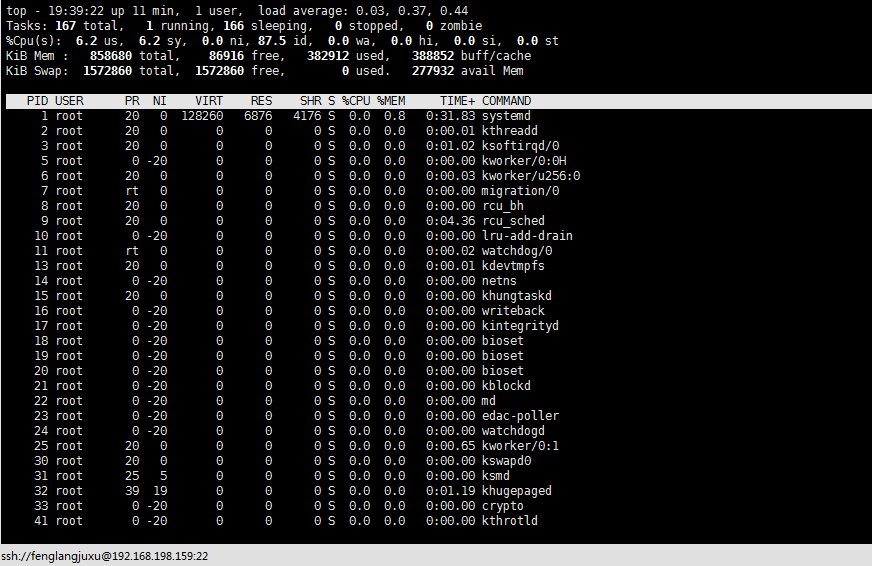 top - 19:39:22 up 11 min,  1 user,  load average: 0.03, 0.37, 0.44
Tasks: 167 total,   1 running, 166 sleeping,   0 stopped,   0 zombie
%Cpu(s):  6.2 us,  6.2 sy,  0.0 ni, 87.5 id,  0.0 wa,  0.0 hi,  0.0 si,  0.0 st
KiB Mem :   858680 total,    86916 free,   382912 used,   388852 buff/cache
KiB Swap:  1572860 total,  1572860 free,        0 used.   277932 avail Mem
PID USER      PR  NI    VIRT    RES    SHR S %CPU %MEM     TIME+ COMMAND
1 root      20   0  128260   6876   4176 S  0.0  0.8   0:31.83 systemd
2 root      20   0       0      0      0 S  0.0  0.0   0:00.01 kthreadd
3 root      20   0       0      0      0 S  0.0  0.0   0:01.02 ksoftirqd/0
5 root       0 -20       0      0      0 S  0.0  0.0   0:00.00 kworker/0:0H
6 root      20   0       0      0      0 S  0.0  0.0   0:00.03 kworker/u256:0
7 root      rt   0       0      0      0 S  0.0  0.0   0:00.00 migration/0
8 root      20   0       0      0      0 S  0.0  0.0   0:00.00 rcu_bh
9 root      20   0       0      0      0 S  0.0  0.0   0:04.36 rcu_sched
10 root       0 -20       0      0      0 S  0.0  0.0   0:00.00 lru-add-drain
11 root      rt   0       0      0      0 S  0.0  0.0   0:00.02 watchdog/0
13 root      20   0       0      0      0 S  0.0  0.0   0:00.01 kdevtmpfs
14 root       0 -20       0      0      0 S  0.0  0.0   0:00.00 netns
15 root      20   0       0      0      0 S  0.0  0.0   0:00.00 khungtaskd
16 root       0 -20       0      0      0 S  0.0  0.0   0:00.00 writeback
17 root       0 -20       0      0      0 S  0.0  0.0   0:00.00 kintegrityd
18 root       0 -20       0      0      0 S  0.0  0.0   0:00.00 bioset
19 root       0 -20       0      0      0 S  0.0  0.0   0:00.00 bioset
20 root       0 -20       0      0      0 S  0.0  0.0   0:00.00 bioset
21 root       0 -20       0      0      0 S  0.0  0.0   0:00.00 kblockd
22 root       0 -20       0      0      0 S  0.0  0.0   0:00.00 md
23 root       0 -20       0      0      0 S  0.0  0.0   0:00.00 edac-poller
24 root       0 -20       0      0      0 S  0.0  0.0   0:00.00 watchdogd
25 root      20   0       0      0      0 S  0.0  0.0   0:00.65 kworker/0:1
30 root      20   0       0      0      0 S  0.0  0.0   0:00.00 kswapd0
31 root      25   5       0      0      0 S  0.0  0.0   0:00.00 ksmd
32 root      39  19       0      0      0 S  0.0  0.0   0:01.19 khugepaged
33 root       0 -20       0      0      0 S  0.0  0.0   0:00.00 crypto
41 root       0 -20       0      0      0 S  0.0  0.0   0:00.00 kthrotld
ssh://fenglangjuxu@192.168.198.159:22